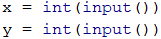 x = int(input())
y = int(input())